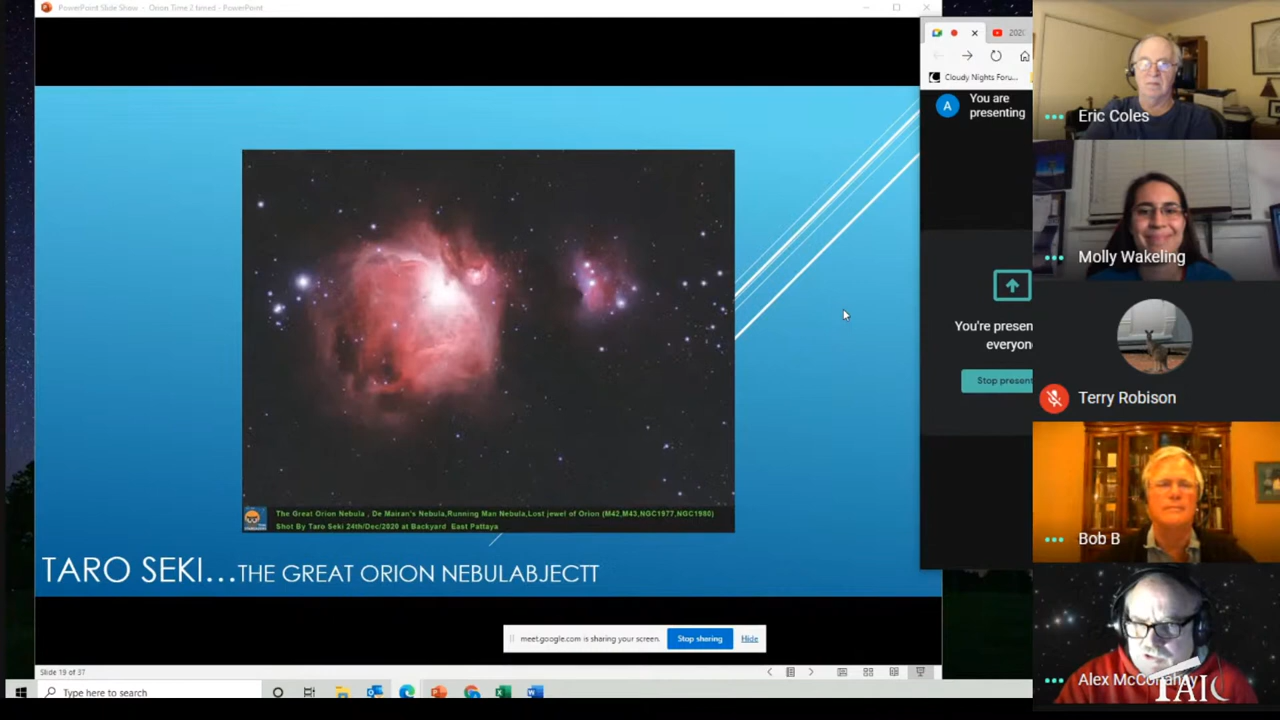 PowerPoint Slide Show - Orion Time 2 forred - PowerPoint
2020
Cloudy Nights Foru...
A
You are
presenting
You're presen
everyon
Stop present
The Great Orion Nebula , De Mairan's Nebula,Running Man Nebula,Lost jewel of Orion (M42,M43,NGC1977,NGC1980)
Shot By Taro Seki 24th/Dec/2020 at Backyard East Pattaya
TARO SEKI...THE GREAT ORION NEBULABJECTT
meet.google.com is sharing your screen.
Stop sharing
Hide
Slide 19 of 37
Type here to search
Eric Coles
Molly Wakeling
Terry Robison
Bob B
Alex McConahay
TAIC